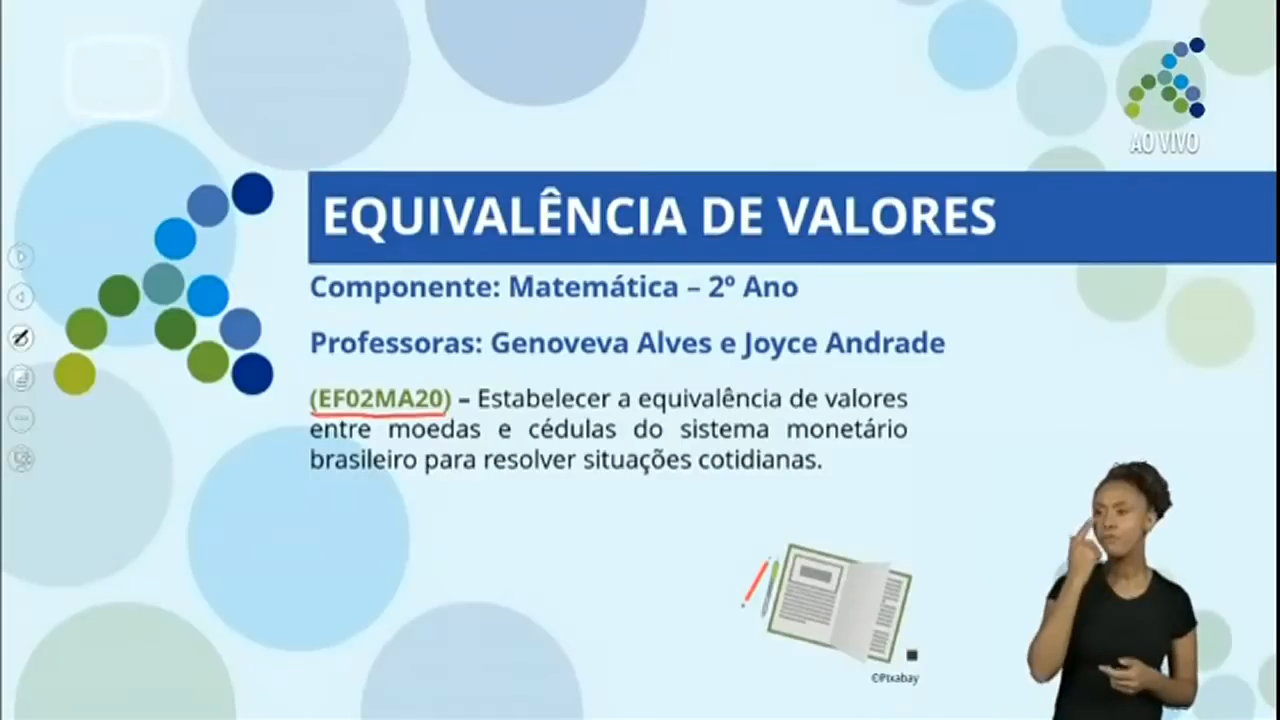 AO VIVO
EQUIVALÊNCIA DE VALORES
Componente: Matemática – 2º Ano
Professoras: Genoveva Alves e Joyce Andrade
(EF02MA20) – Estabelecer a equivalência de valores
entre moedas e cédulas do sistema monetário
brasileiro para resolver situações cotidianas.
©Pixabay